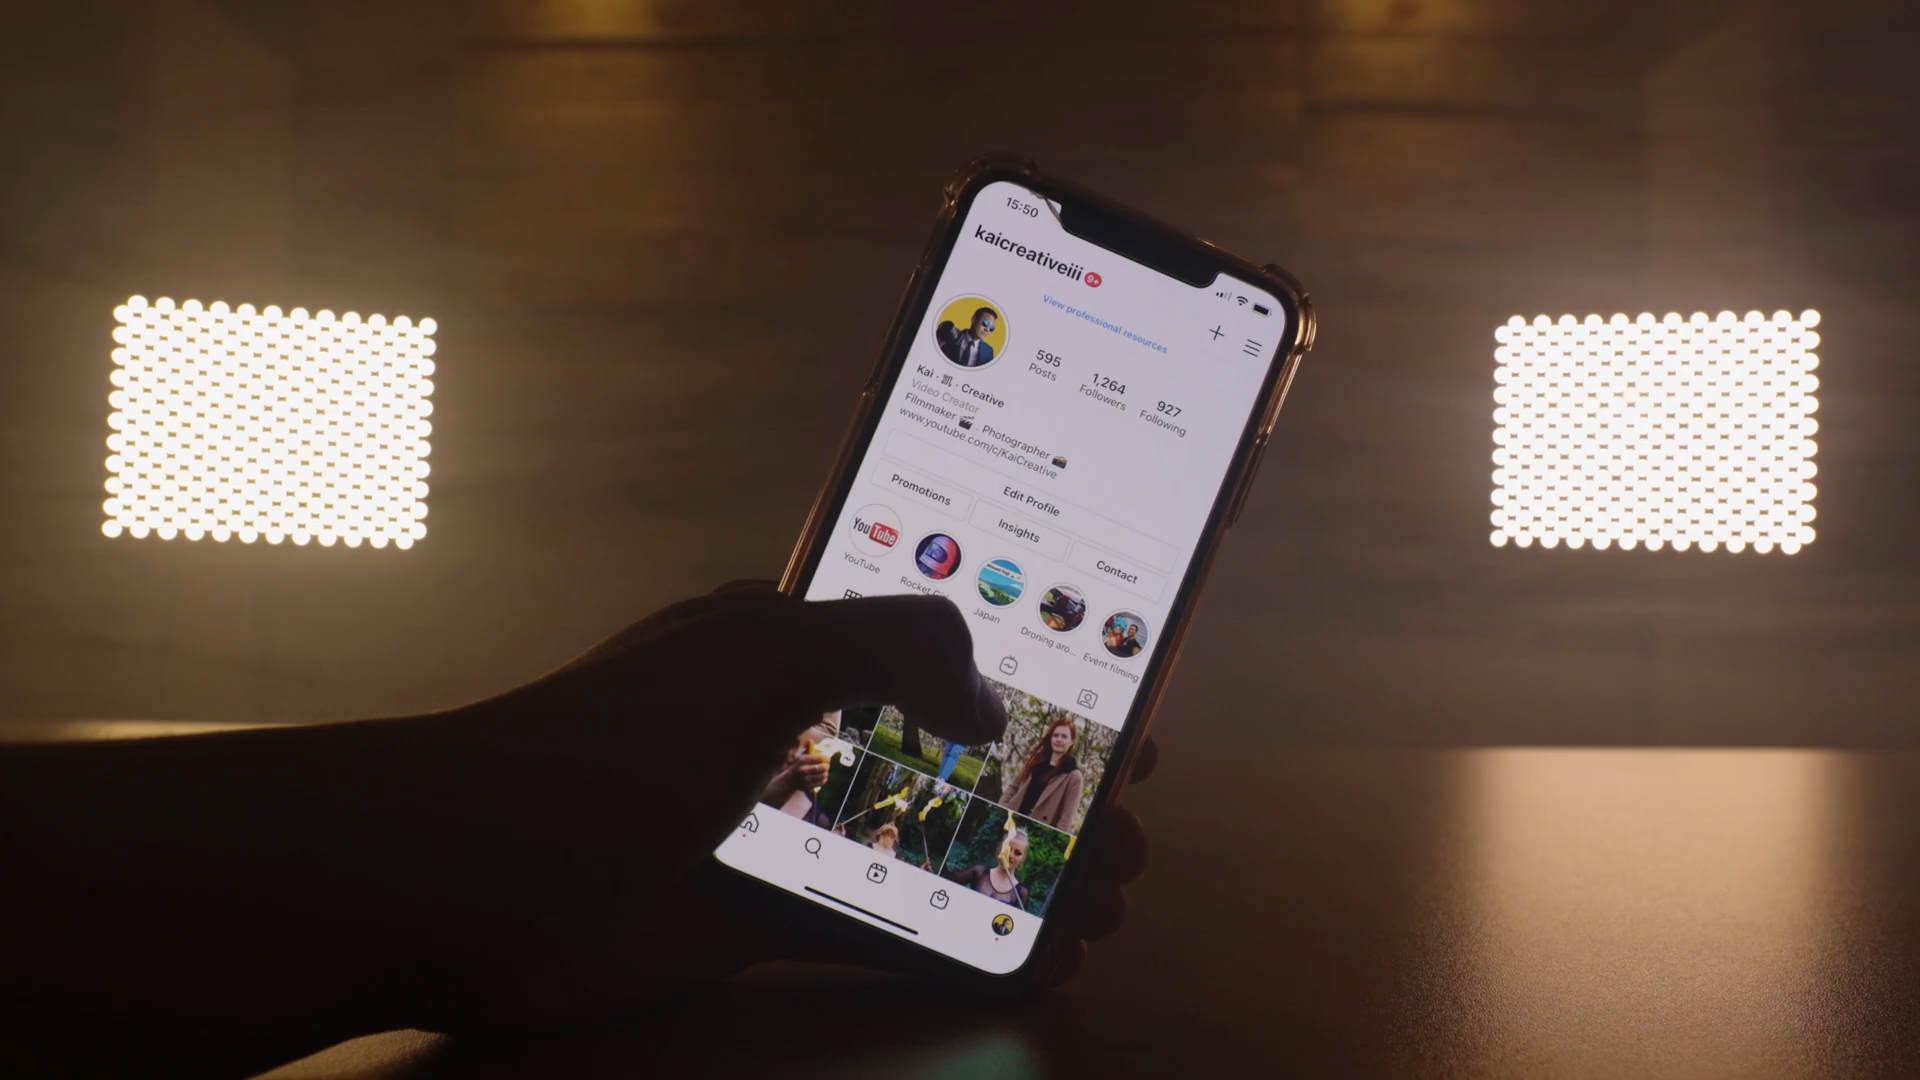 15:50
kaicreativeiii 9+
View professional resources
595
Posts
1,264
Followers
927
Following
Kai · 凯 · Creative
Video Creator
Filmmaker 🎬 . Photographer 📷
www.youtube.com/c/KaiCreative
Edit Profile
Promotions
Insights
Contact
YouTube
YouTube
Rocket
Japan
Droning aro...
Event filming